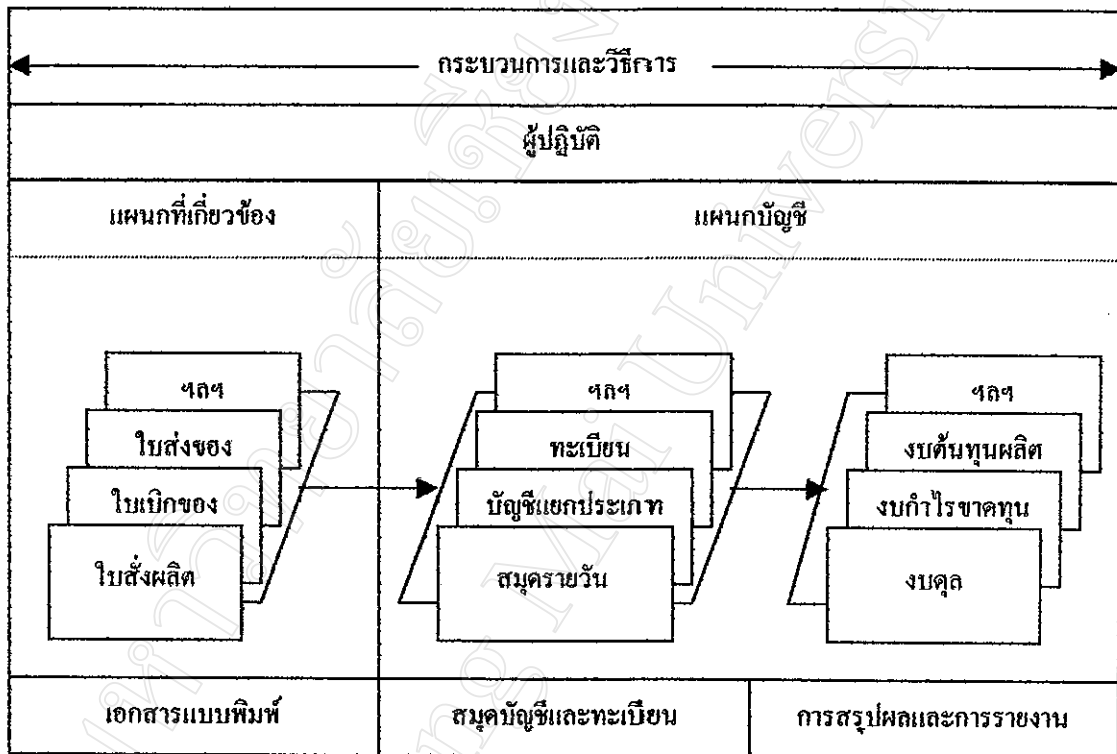 กระบวนการและวิธีการ
ผู้ปฏิบัติ
แผนกที่เกี่ยวข้อง
แผนกบัญชี
ฯลฯ
ใบส่งของ
ใบเบิกของ
ใบสั่งผลิต
ฯลฯ
ทะเบียน
บัญชีแยกประเภท
สมุดรายวัน
ฯลฯ
งบต้นทุนผลิต
งบกำไรขาดทุน
งบดุล
เอกสารแบบพิมพ์
สมุดบัญชีและทะเบียน
การสรุปผลและการรายงาน